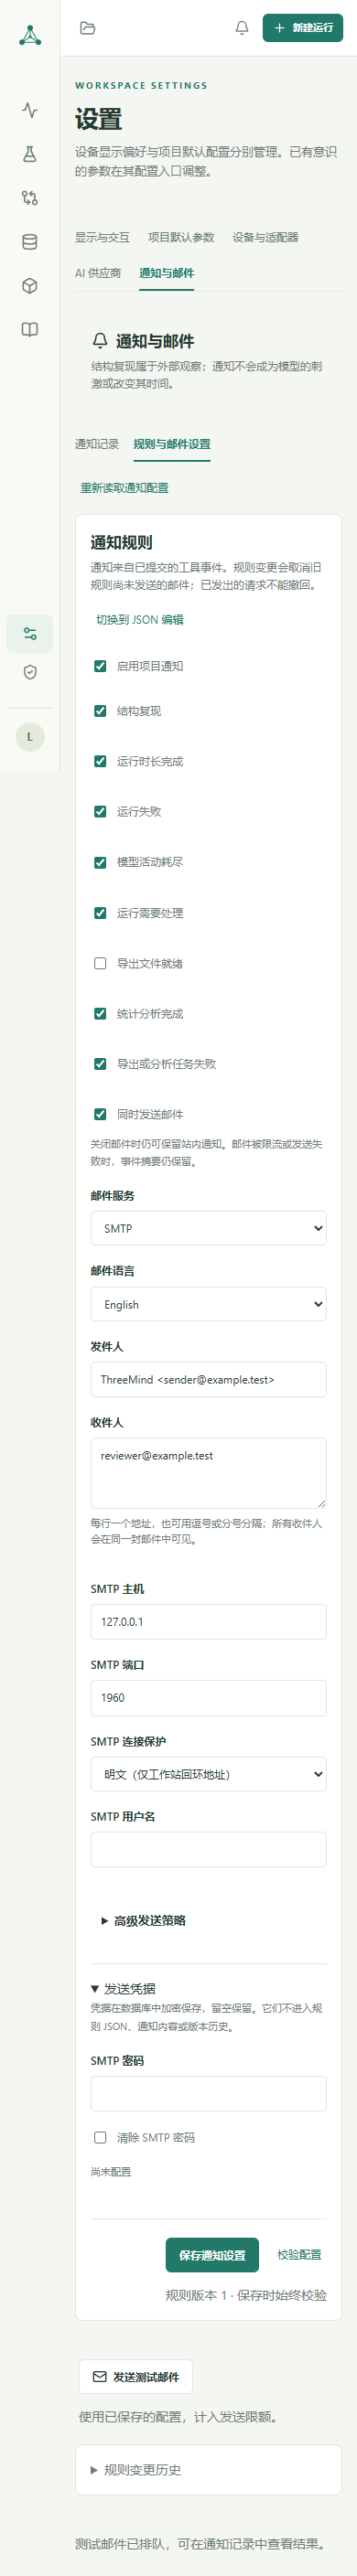 新建运行
WORKSPACE SETTINGS
设置
设备显示偏好与项目默认配置分别管理。已有意识
的参数在其配置入口调整。
显示与交互 项目默认参数 设备与适配器
AI 供应商 通知与邮件
通知与邮件
结构复现属于外部观察；通知不会成为模型的刺
激或改变其时间。
通知记录 规则与邮件设置
重新读取通知配置
通知规则
通知来自已提交的工具事件。规则变更会取消旧
规则尚未发送的邮件；已发出的请求不能撤回。
切换到 JSON 编辑
启用项目通知
结构复现
运行时长完成
运行失败
模型活动耗尽
运行需要处理
导出文件就绪
统计分析完成
导出或分析任务失败
同时发送邮件
关闭邮件时仍可保留站内通知。邮件被限流或发送失
败时，事件摘要仍保留。
邮件服务
SMTP
邮件语言
English
发件人
ThreeMind <sender@example.test>
收件人
reviewer@example.test
每行一个地址，也可用逗号或分号分隔；所有收件人
会在同一封邮件中可见。
SMTP 主机
127.0.0.1
SMTP 端口
1960
SMTP 连接保护
明文（仅工作站回环地址）
SMTP 用户名
高级发送策略
发送凭据
凭据在数据库中加密保存，留空保留。它们不进入规
则 JSON、通知内容或版本历史。
SMTP 密码
清除 SMTP 密码
尚未配置
保存通知设置 校验配置
规则版本 1 · 保存时始终校验
L
发送测试邮件
使用已保存的配置，计入发送限额。
规则变更历史
测试邮件已排队，可在通知记录中查看结果。